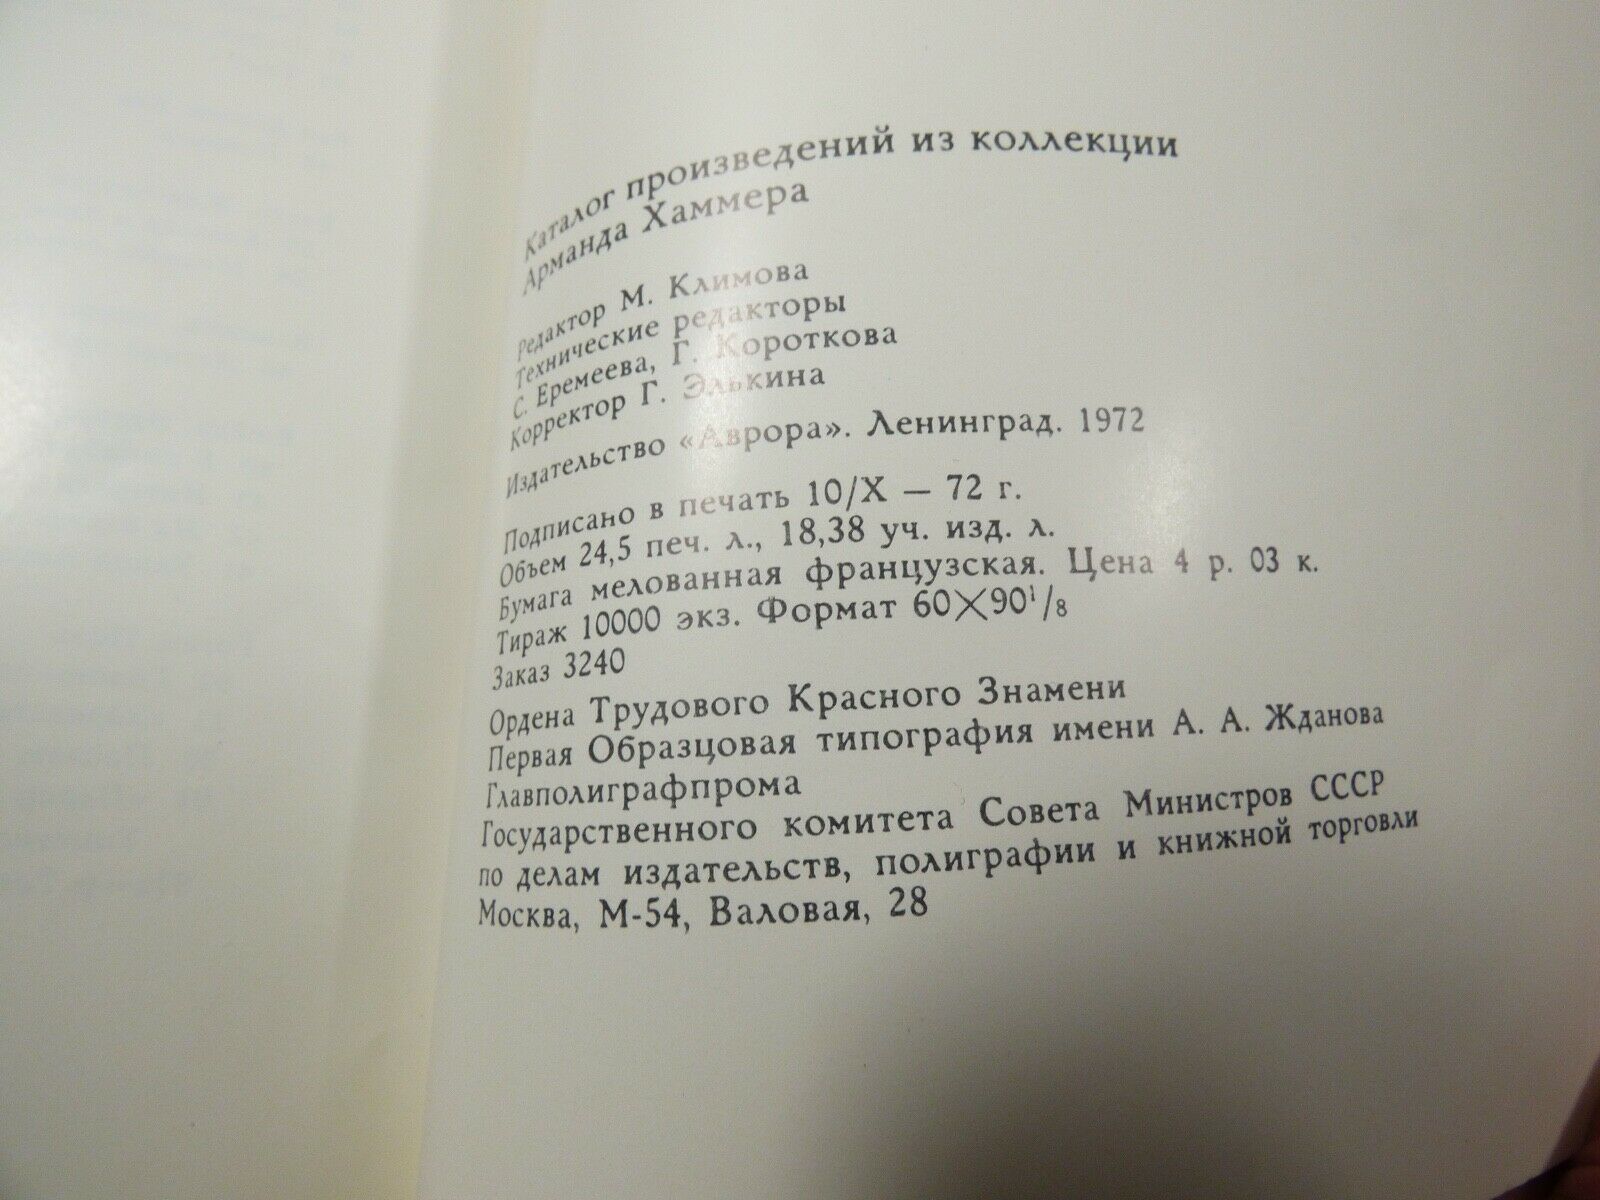 Каталог произведений из коллекции
Арманда Хаммера
Редактор М. Климова
Технические редакторы
С. Еремеева, Г. Короткова
Корректор Г. Элькина
Издательство «Аврора». Ленинград. 1972
Подписано в печать 10/X — 72 г.
Объем 24,5 печ. л., 18,38 уч. изд. л.
Бумага мелованная французская. Цена 4 р. 03 к.
Тираж 10000 экз. Формат 60×90¹/₈
Заказ 3240
Ордена Трудового Красного Знамени
Первая Образцовая типография имени А. А. Жданова
Главполиграфпрома
Государственного комитета Совета Министров СССР
по делам издательств, полиграфии и книжной торговли
Москва, М-54, Валовая, 28